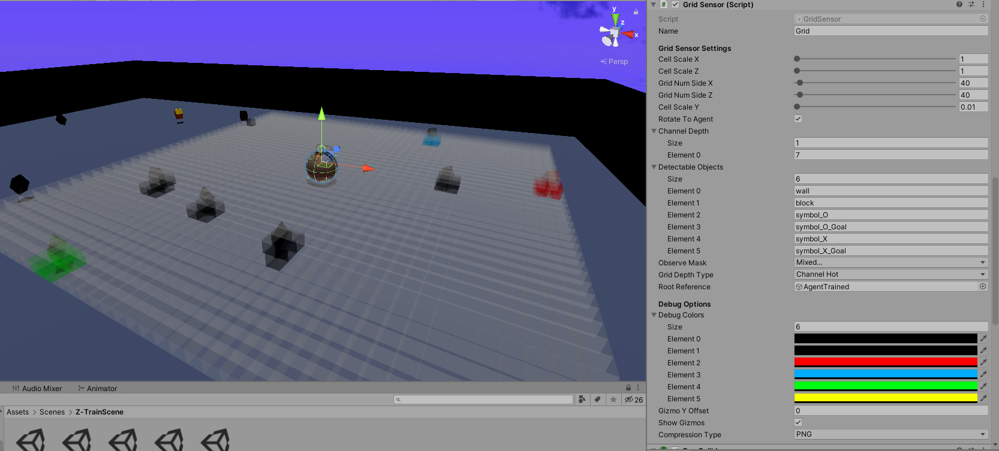 y
z
x
Persp
Audio Mixer
Animator
26
Assets > Scenes > Z-TrainScene
Grid Sensor (Script)
Script GridSensor
Name Grid
Grid Sensor Settings
Cell Scale X 1
Cell Scale Z 1
Grid Num Side X 40
Grid Num Side Z 40
Cell Scale Y 0.01
Rotate To Agent
Channel Depth
Size 1
Element 0 7
Detectable Objects
Size 6
Element 0 wall
Element 1 block
Element 2 symbol_O
Element 3 symbol_O_Goal
Element 4 symbol_X
Element 5 symbol_X_Goal
Observe Mask Mixed...
Grid Depth Type Channel Hot
Root Reference AgentTrained
Debug Options
Debug Colors
Size 6
Element 0
Element 1
Element 2
Element 3
Element 4
Element 5
Gizmo Y Offset 0
Show Gizmos
Compression Type PNG